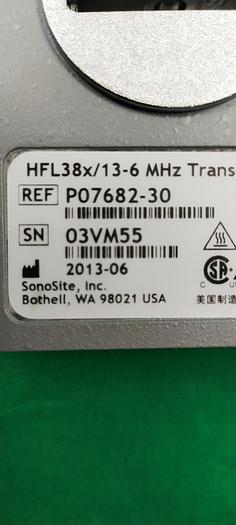 HFL38x/13-6 MHz Trans
REF P07682-30
SN 03VM55
2013-06
SonoSite, Inc.
Bothell, WA 98021 USA
美国制造